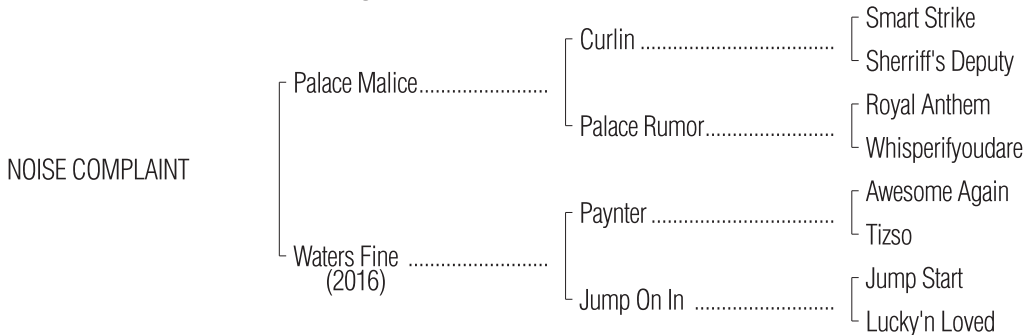 Smart Strike
Curlin ....................................
Sherriff's Deputy
Palace Malice........................
Royal Anthem
Palace Rumor........................
Whisperifyoudare
NOISE COMPLAINT
Awesome Again
Paynter ..................................
Tizso
Waters Fine ..........................
(2016)
Jump Start
Jump On In ..........................
Lucky'n Loved